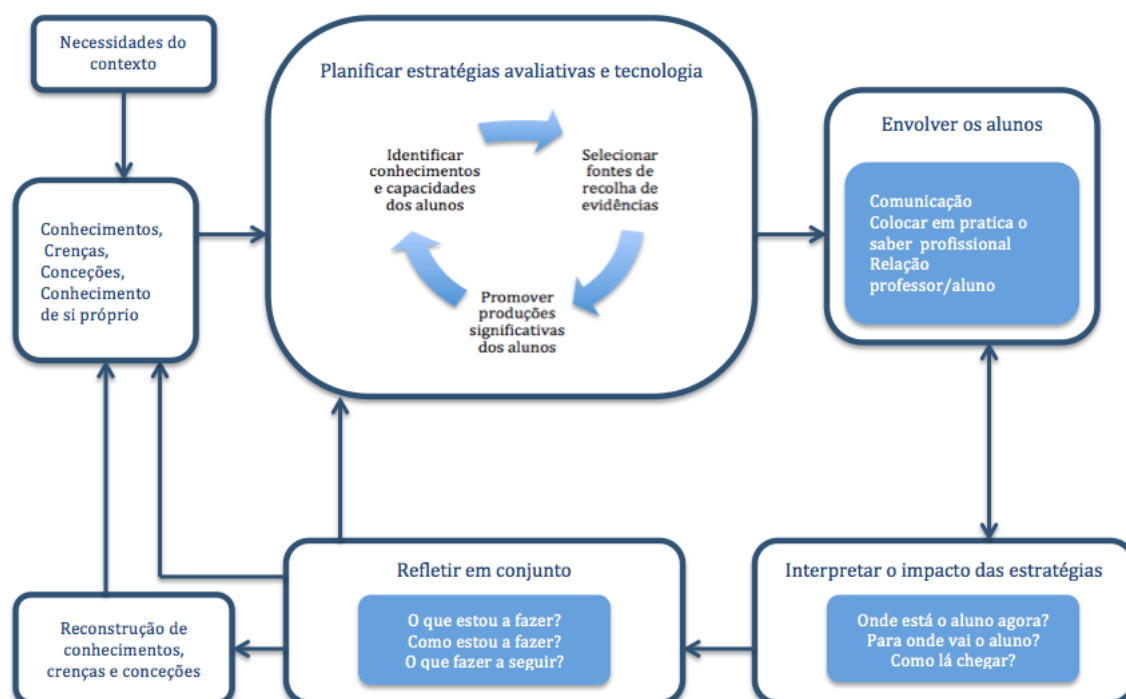 Necessidades do
contexto
Planificar estratégias avaliativas e tecnologia
Identificar
conhecimentos
e capacidades
dos alunos
Selecionar
fontes de
recolha de
evidências
Promover
produções
significativas
dos alunos
Envolver os alunos
Comunicação
Colocar em pratica o
saber profissional
Relação
professor/aluno
Conhecimentos,
Crenças,
Conceções,
Conhecimento
de si próprio
Refletir em conjunto
O que estou a fazer?
Como estou a fazer?
O que fazer a seguir?
Interpretar o impacto das estratégias
Onde está o aluno agora?
Para onde vai o aluno?
Como lá chegar?
Reconstrução de
conhecimentos,
crenças e conceções